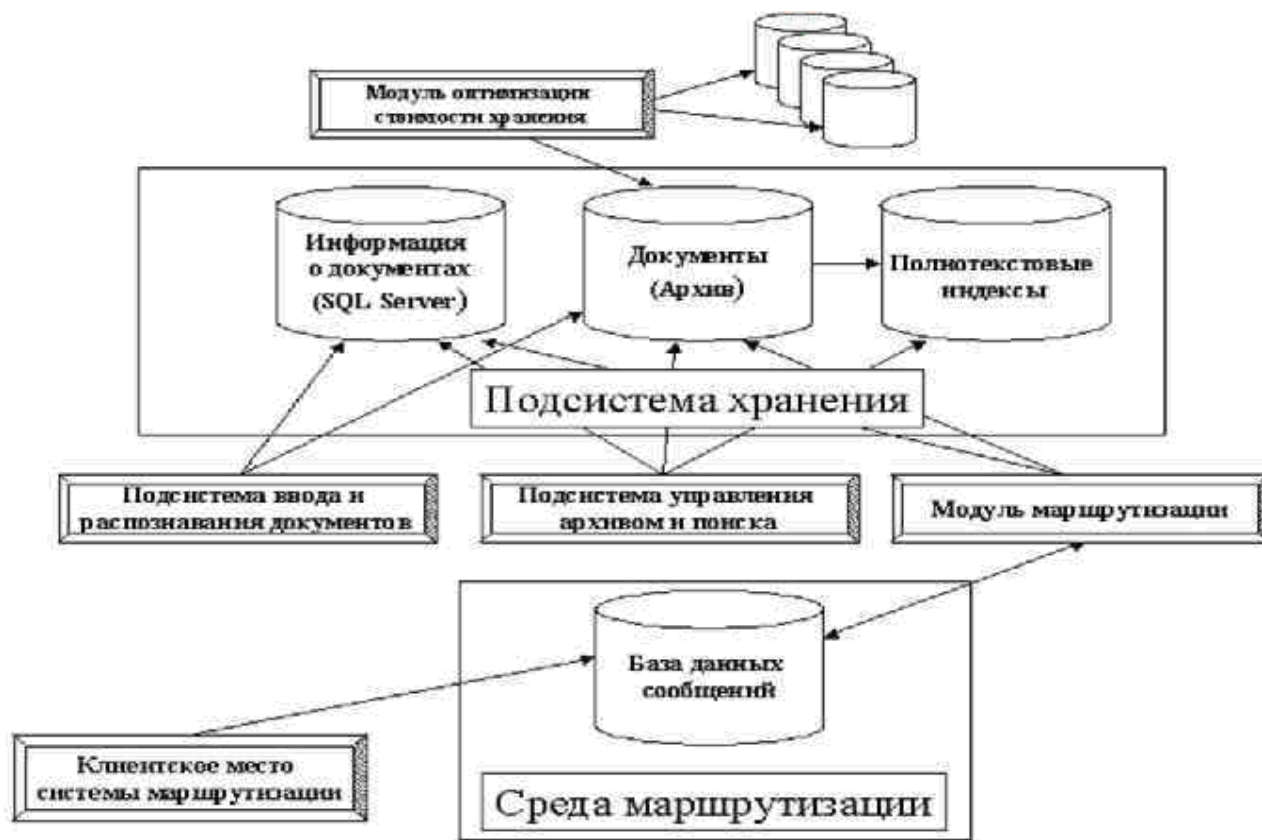 Модуль оптимизации
стоимости хранения
Информация
о документах
(SQL Server)
Документы
(Архив)
Полнотекстовые
индексы
Подсистема хранения
Подсистема ввода и
распознавания документов
Подсистема управления
архивом и поиска
Модуль маршрутизации
База данных
сообщений
Клиентское место
системы маршрутизации
Среда маршрутизации